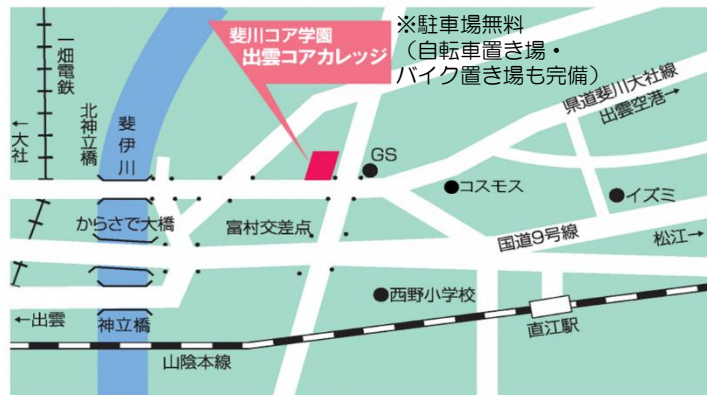 斐川コア学園
出雲コアカレッジ
※駐車場無料
（自転車置き場・
バイク置き場も完備）
一畑電鉄
北神立橋
斐伊川
←大社
県道斐川大社線
出雲空港→
GS
コスモス
イズミ
からさで大橋
富村交差点
国道9号線
松江→
西野小学校
←出雲
神立橋
直江駅
山陰本線